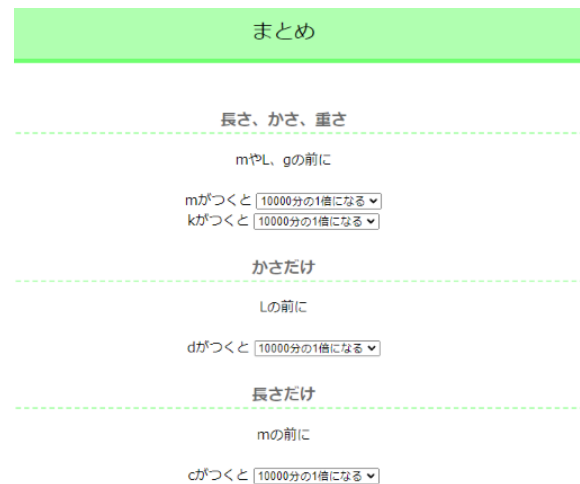 まとめ
長さ、かさ、重さ
mやL、gの前に
mがつくと 10000分の1倍になる
kがつくと 10000分の1倍になる
かさだけ
Lの前に
dがつくと 10000分の1倍になる
長さだけ
mの前に
cがつくと 10000分の1倍になる